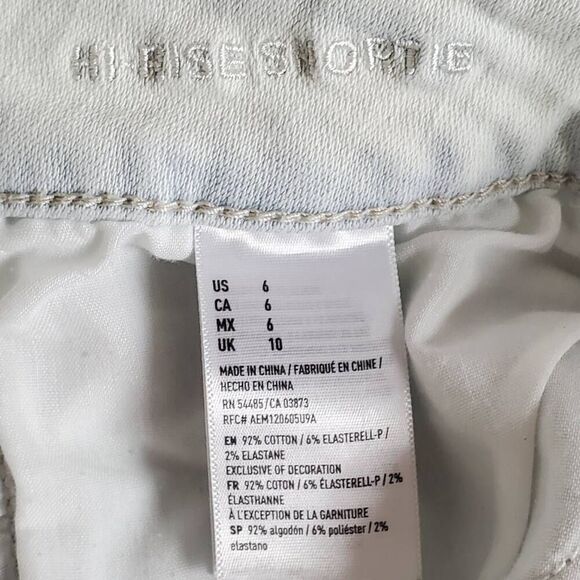 HI-RISE SHORTIE
US 6
CA 6
MX 6
UK 10
MADE IN CHINA / FABRIQUÉ EN CHINE /
HECHO EN CHINA
RN 54485/CA 03873
RFC# AEM120605U9A
EN 92% COTTON / 6% ELASTERELL-P /
2% ELASTANE
EXCLUSIVE OF DECORATION
FR 92% COTON / 6% ÉLASTERELL-P / 2%
ÉLASTHANNE
À L'EXCEPTION DE LA GARNITURE
SP 92% algodón / 6% poliéster / 2%
elastano